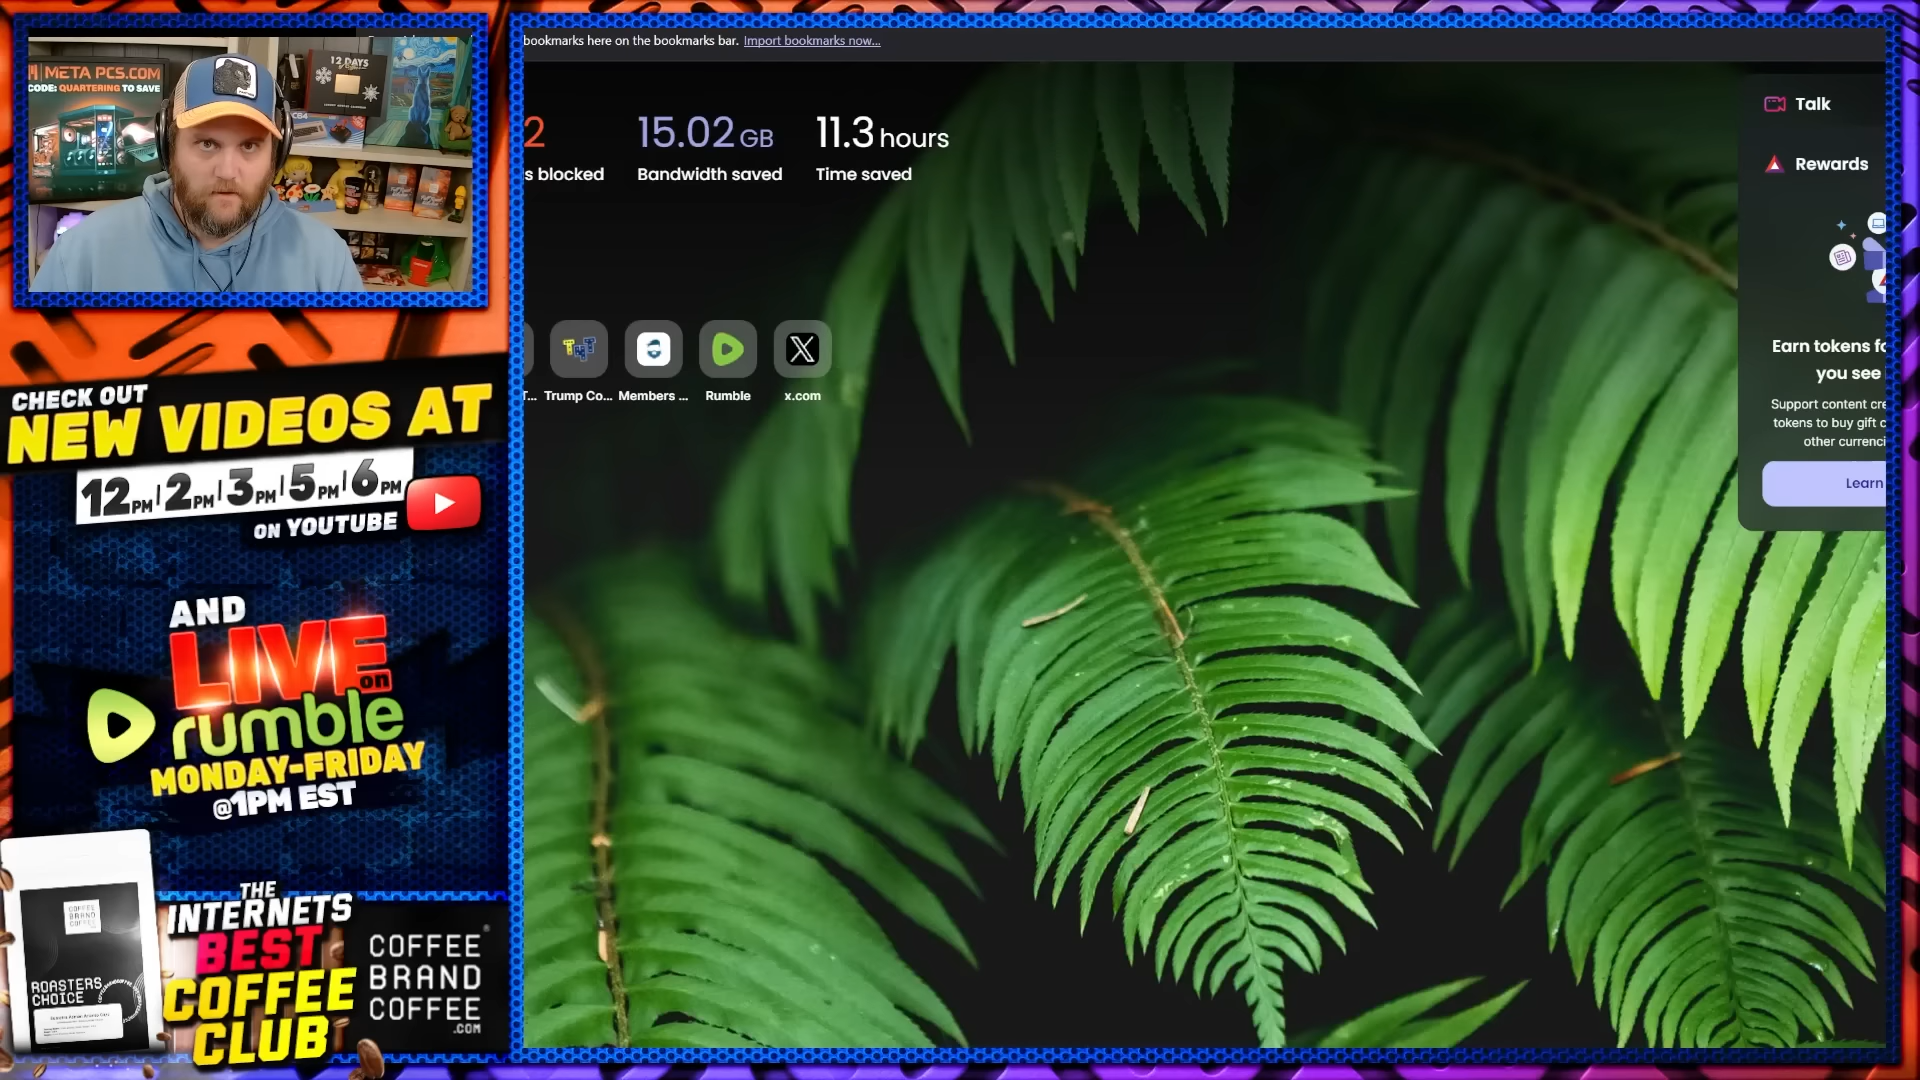 META PCS.COM
CODE: QUARTERING TO SAVE
12 DAYS
bookmarks here on the bookmarks bar. Import bookmarks now...
2
s blocked
15.02 GB
Bandwidth saved
11.3 hours
Time saved
Talk
Rewards
Earn tokens fo
you see
Support content cre
tokens to buy gift c
other currenci
Learn
T...
Trump Co...
Members ...
Rumble
x.com
CHECK OUT
NEW VIDEOS AT
12PM|2PM|3PM|5PM|6PM
ON YOUTUBE
AND
LIVE
on
rumble
MONDAY-FRIDAY
@1PM EST
THE
INTERNETS
BEST
COFFEE
CLUB
COFFEE
BRAND
COFFEE
.COM
COFFEE
BRAND
COFFEE
ROASTERS
CHOICE